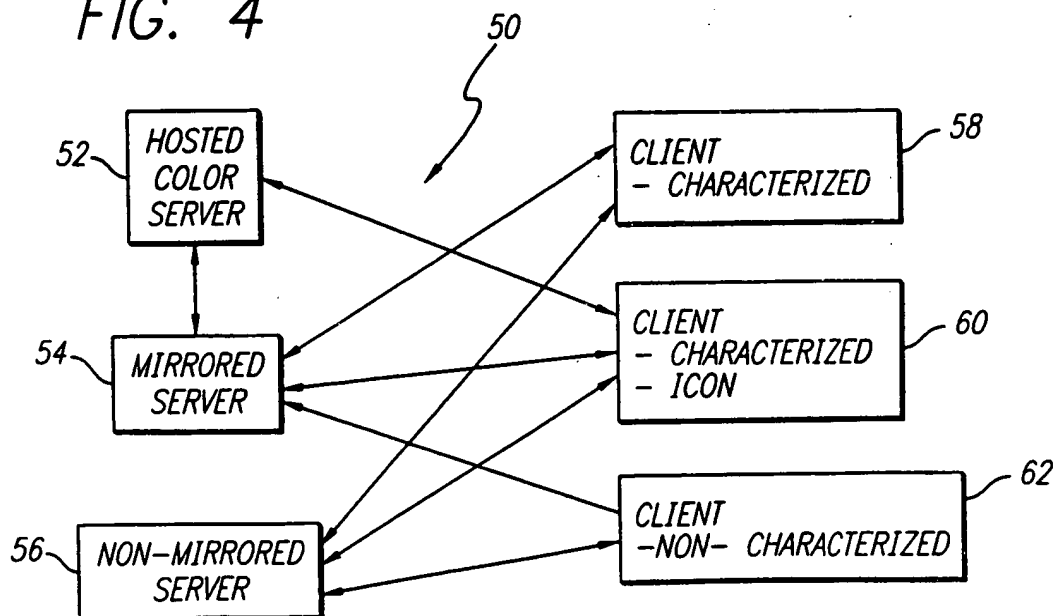 FIG. 4
50
52
HOSTED
COLOR
SERVER
CLIENT
- CHARACTERIZED
58
54
MIRRORED
SERVER
CLIENT
- CHARACTERIZED
- ICON
60
56
NON-MIRRORED
SERVER
CLIENT
-NON- CHARACTERIZED
62